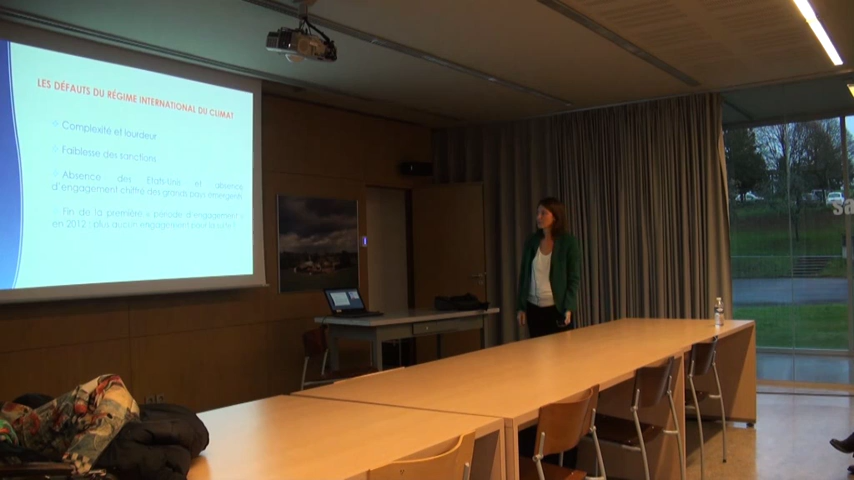 LES DÉFAUTS DU RÉGIME INTERNATIONAL DU CLIMAT
Complexité et lourdeur
Faiblesse des sanctions
Absence des Etats-unis et absence
d'engagement chiffré des grands pays émergents
Fin de la première « période d'engagement »
en 2012 : plus aucun engagement pour la suite ?
sa